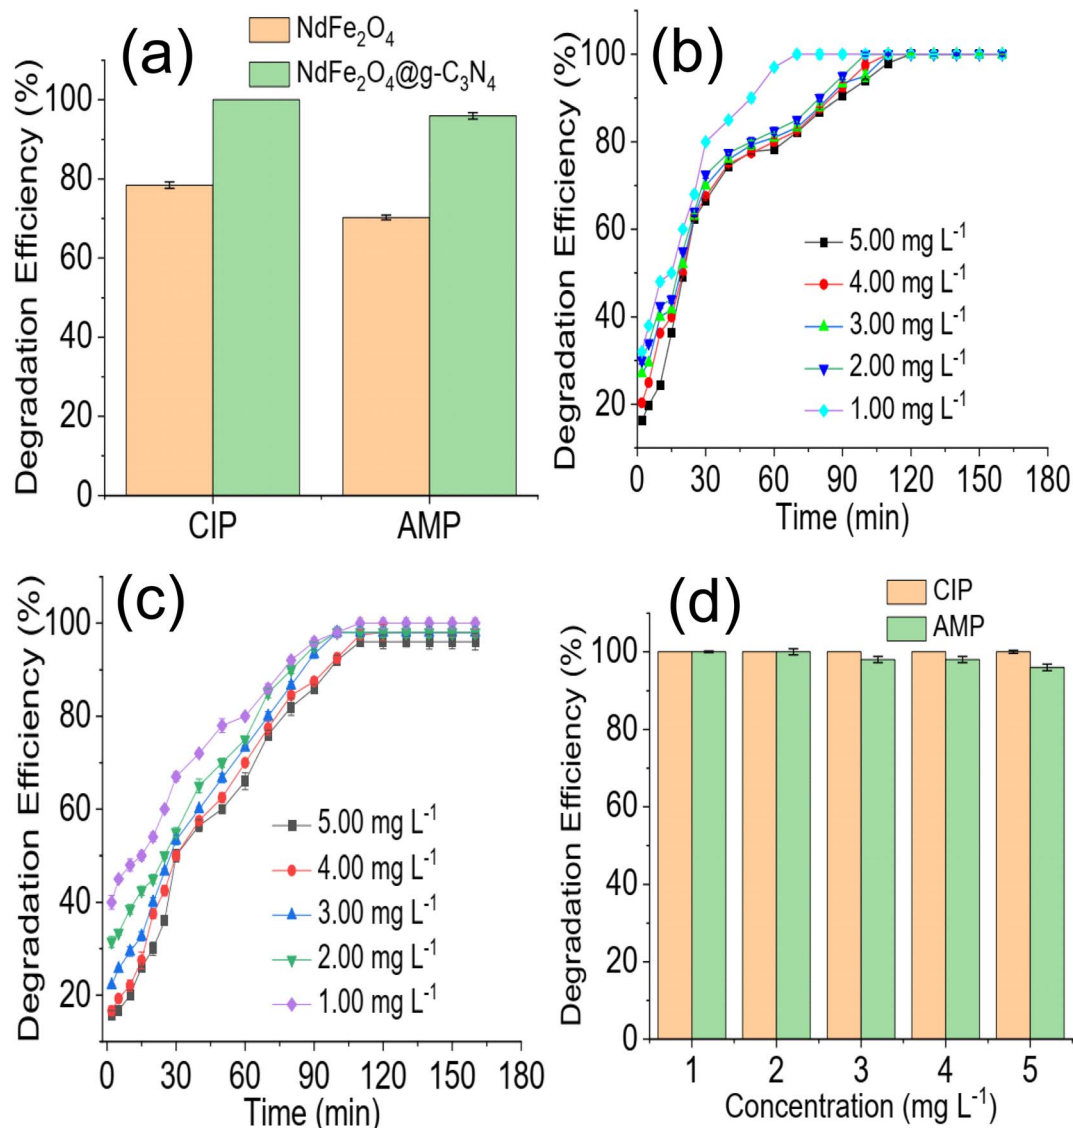 (a)
NdFe₂O₄
NdFe₂O₄@g-C₃N₄
Degradation Efficiency (%)
100
80
60
40
20
0
CIP
AMP
(b)
Degradation Efficiency (%)
100
80
60
40
20
5.00 mg L⁻¹
4.00 mg L⁻¹
3.00 mg L⁻¹
2.00 mg L⁻¹
1.00 mg L⁻¹
0 30 60 90 120 150 180
Time (min)
(c)
Degradation Efficiency (%)
100
80
60
40
20
5.00 mg L⁻¹
4.00 mg L⁻¹
3.00 mg L⁻¹
2.00 mg L⁻¹
1.00 mg L⁻¹
0 30 60 90 120 150 180
Time (min)
(d)
CIP
AMP
Degradation Efficiency (%)
100
80
60
40
20
0
1 2 3 4 5
Concentration (mg L⁻¹)